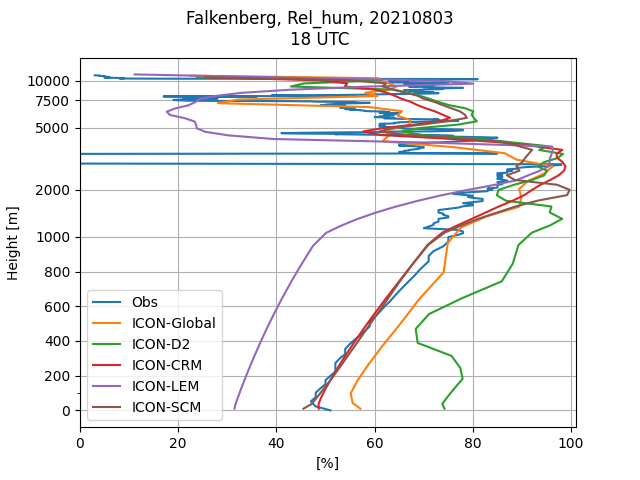 Falkenberg, Rel_hum, 20210803
18 UTC
10000
7500
5000
2000
1000
800
600
400
200
0
Height [m]
Obs
ICON-Global
ICON-D2
ICON-CRM
ICON-LEM
ICON-SCM
0 20 40 60 80 100
[%]